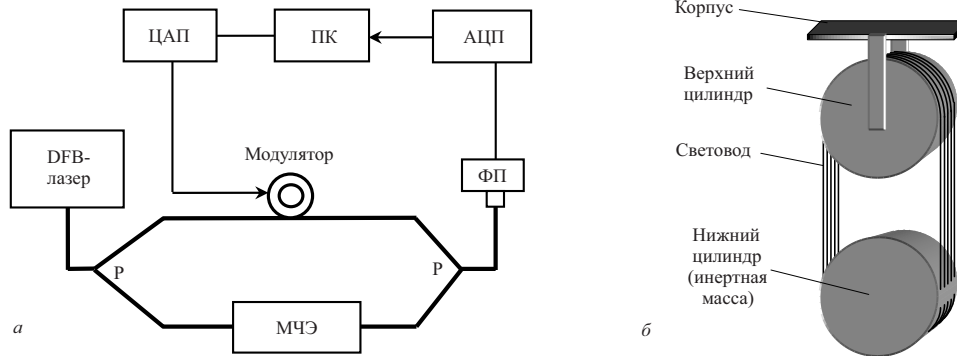 ЦАП
ПК
АЦП
DFB-
лазер
Модулятор
ФП
Р
Р
МЧЭ
а
Корпус
Верхний
цилиндр
Световод
Нижний
цилиндр
(инертная
масса)
б